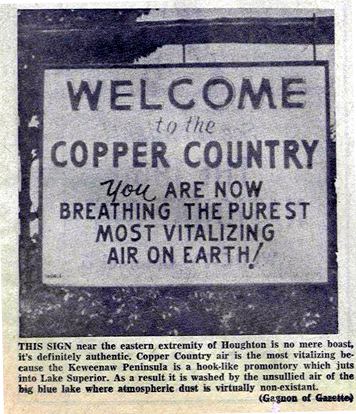 WELCOME
to the
COPPER COUNTRY
You ARE NOW
BREATHING THE PUREST
MOST VITALIZING
AIR ON EARTH!
THIS SIGN near the eastern extremity of Houghton is no mere boast,
it's definitely authentic. Copper Country air is the most vitalizing be-
cause the Keweenaw Peninsula is a hook-like promontory which juts
into Lake Superior. As a result it is washed by the unsullied air of the
big blue lake where atmospheric dust is virtually non-existant.
(Gagnon of Gazette)